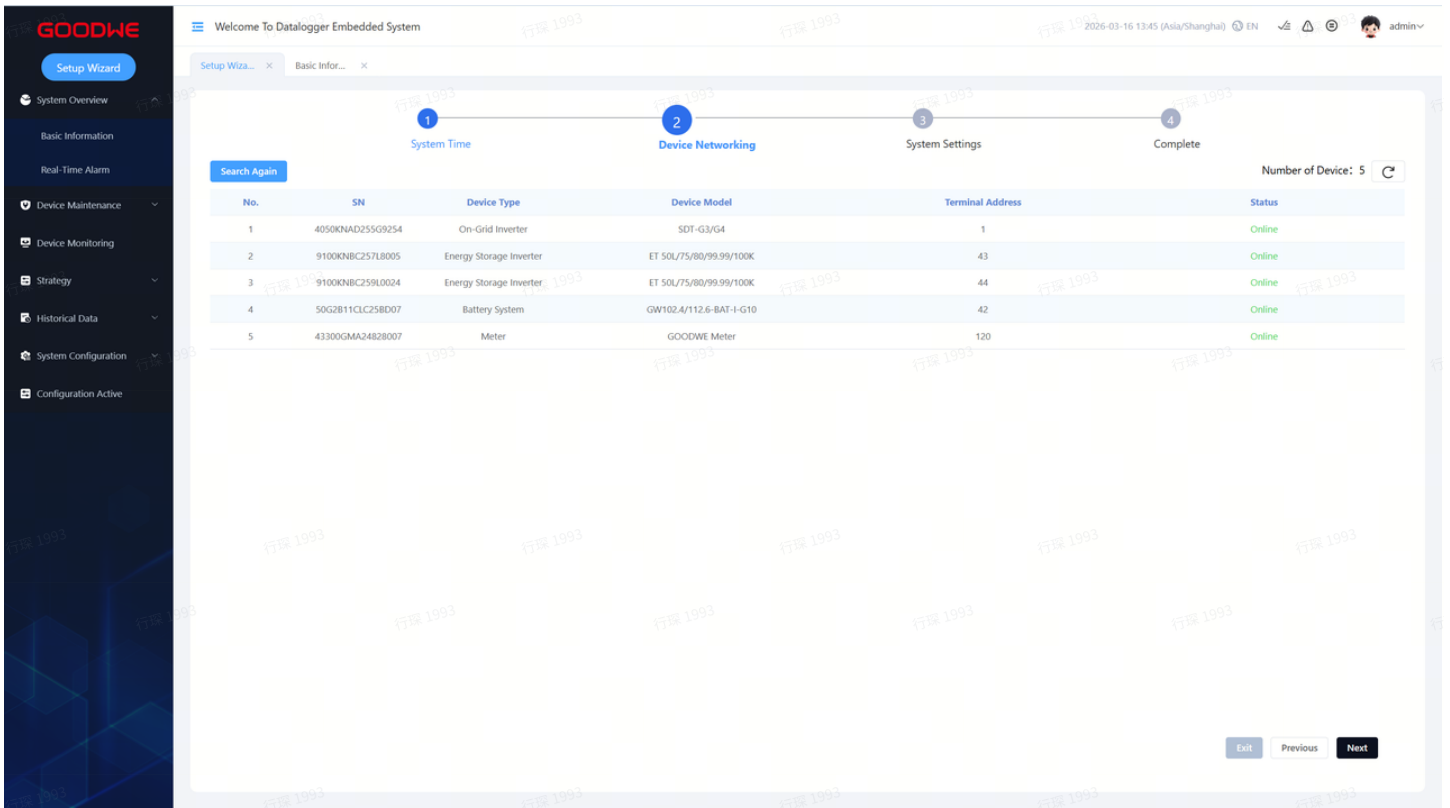 GOODWE
Welcome To Datalogger Embedded System
2026-03-16 13:45 (Asia/Shanghai) EN admin
Setup Wizard
Setup Wiza... × Basic Infor... ×
System Overview
Basic Information
Real-Time Alarm
Device Maintenance
Device Monitoring
Strategy
Historical Data
System Configuration
Configuration Active
1 2 3 4
System Time Device Networking System Settings Complete
Search Again Number of Device: 5
No. SN Device Type Device Model Terminal Address Status
1 4050KNAD255G9254 On-Grid Inverter SDT-G3/G4 1 Online
2 9100KNBC257L8005 Energy Storage Inverter ET 50L/75/80/99.99/100K 43 Online
3 9100KNBC259L0024 Energy Storage Inverter ET 50L/75/80/99.99/100K 44 Online
4 50G2B11CLC25BD07 Battery System GW102.4/112.6-BAT-I-G10 42 Online
5 43300GMA24828007 Meter GOODWE Meter 120 Online
Exit Previous Next
行琛 1993